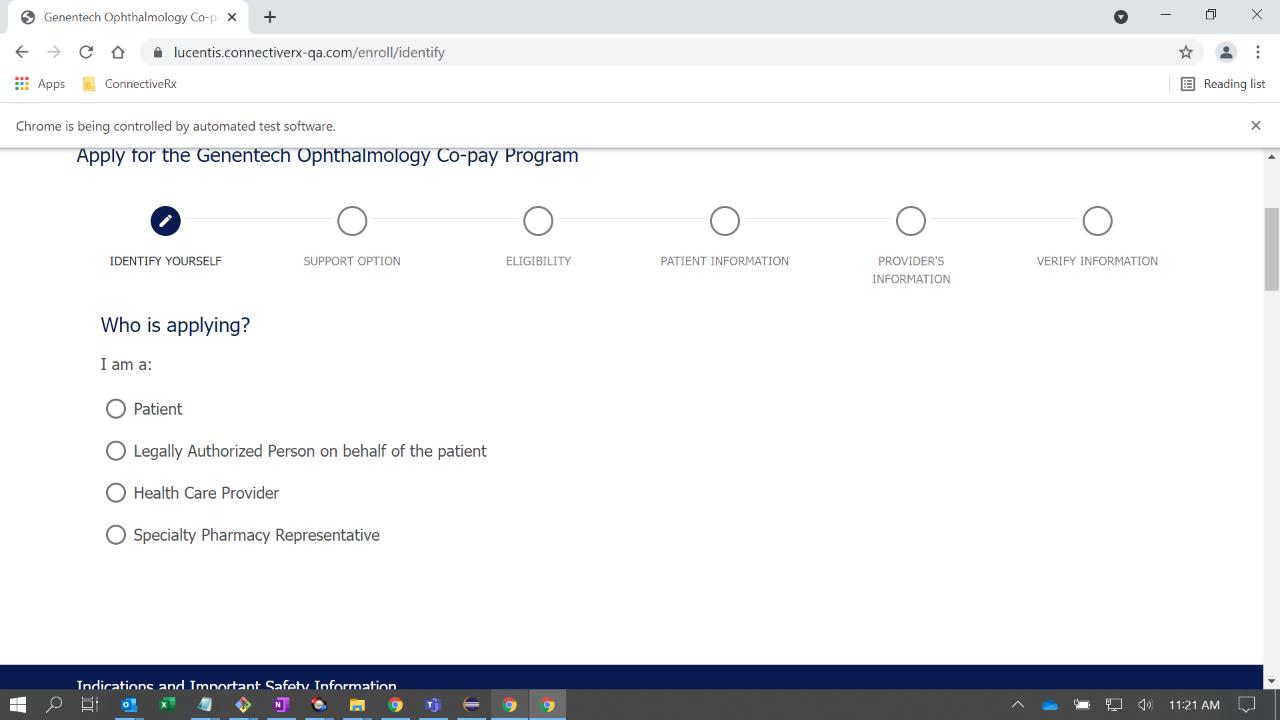 Genentech Ophthalmology Co-p
lucentis.connectiverx-qa.com/enroll/identify
Apps
ConnectiveRx
Reading list
Chrome is being controlled by automated test software.
Apply for the Genentech Ophthalmology Co-pay Program
IDENTIFY YOURSELF
SUPPORT OPTION
ELIGIBILITY
PATIENT INFORMATION
PROVIDER'S
INFORMATION
VERIFY INFORMATION
Who is applying?
I am a:
Patient
Legally Authorized Person on behalf of the patient
Health Care Provider
Specialty Pharmacy Representative
Indications and Important Safety Information
11:21 AM